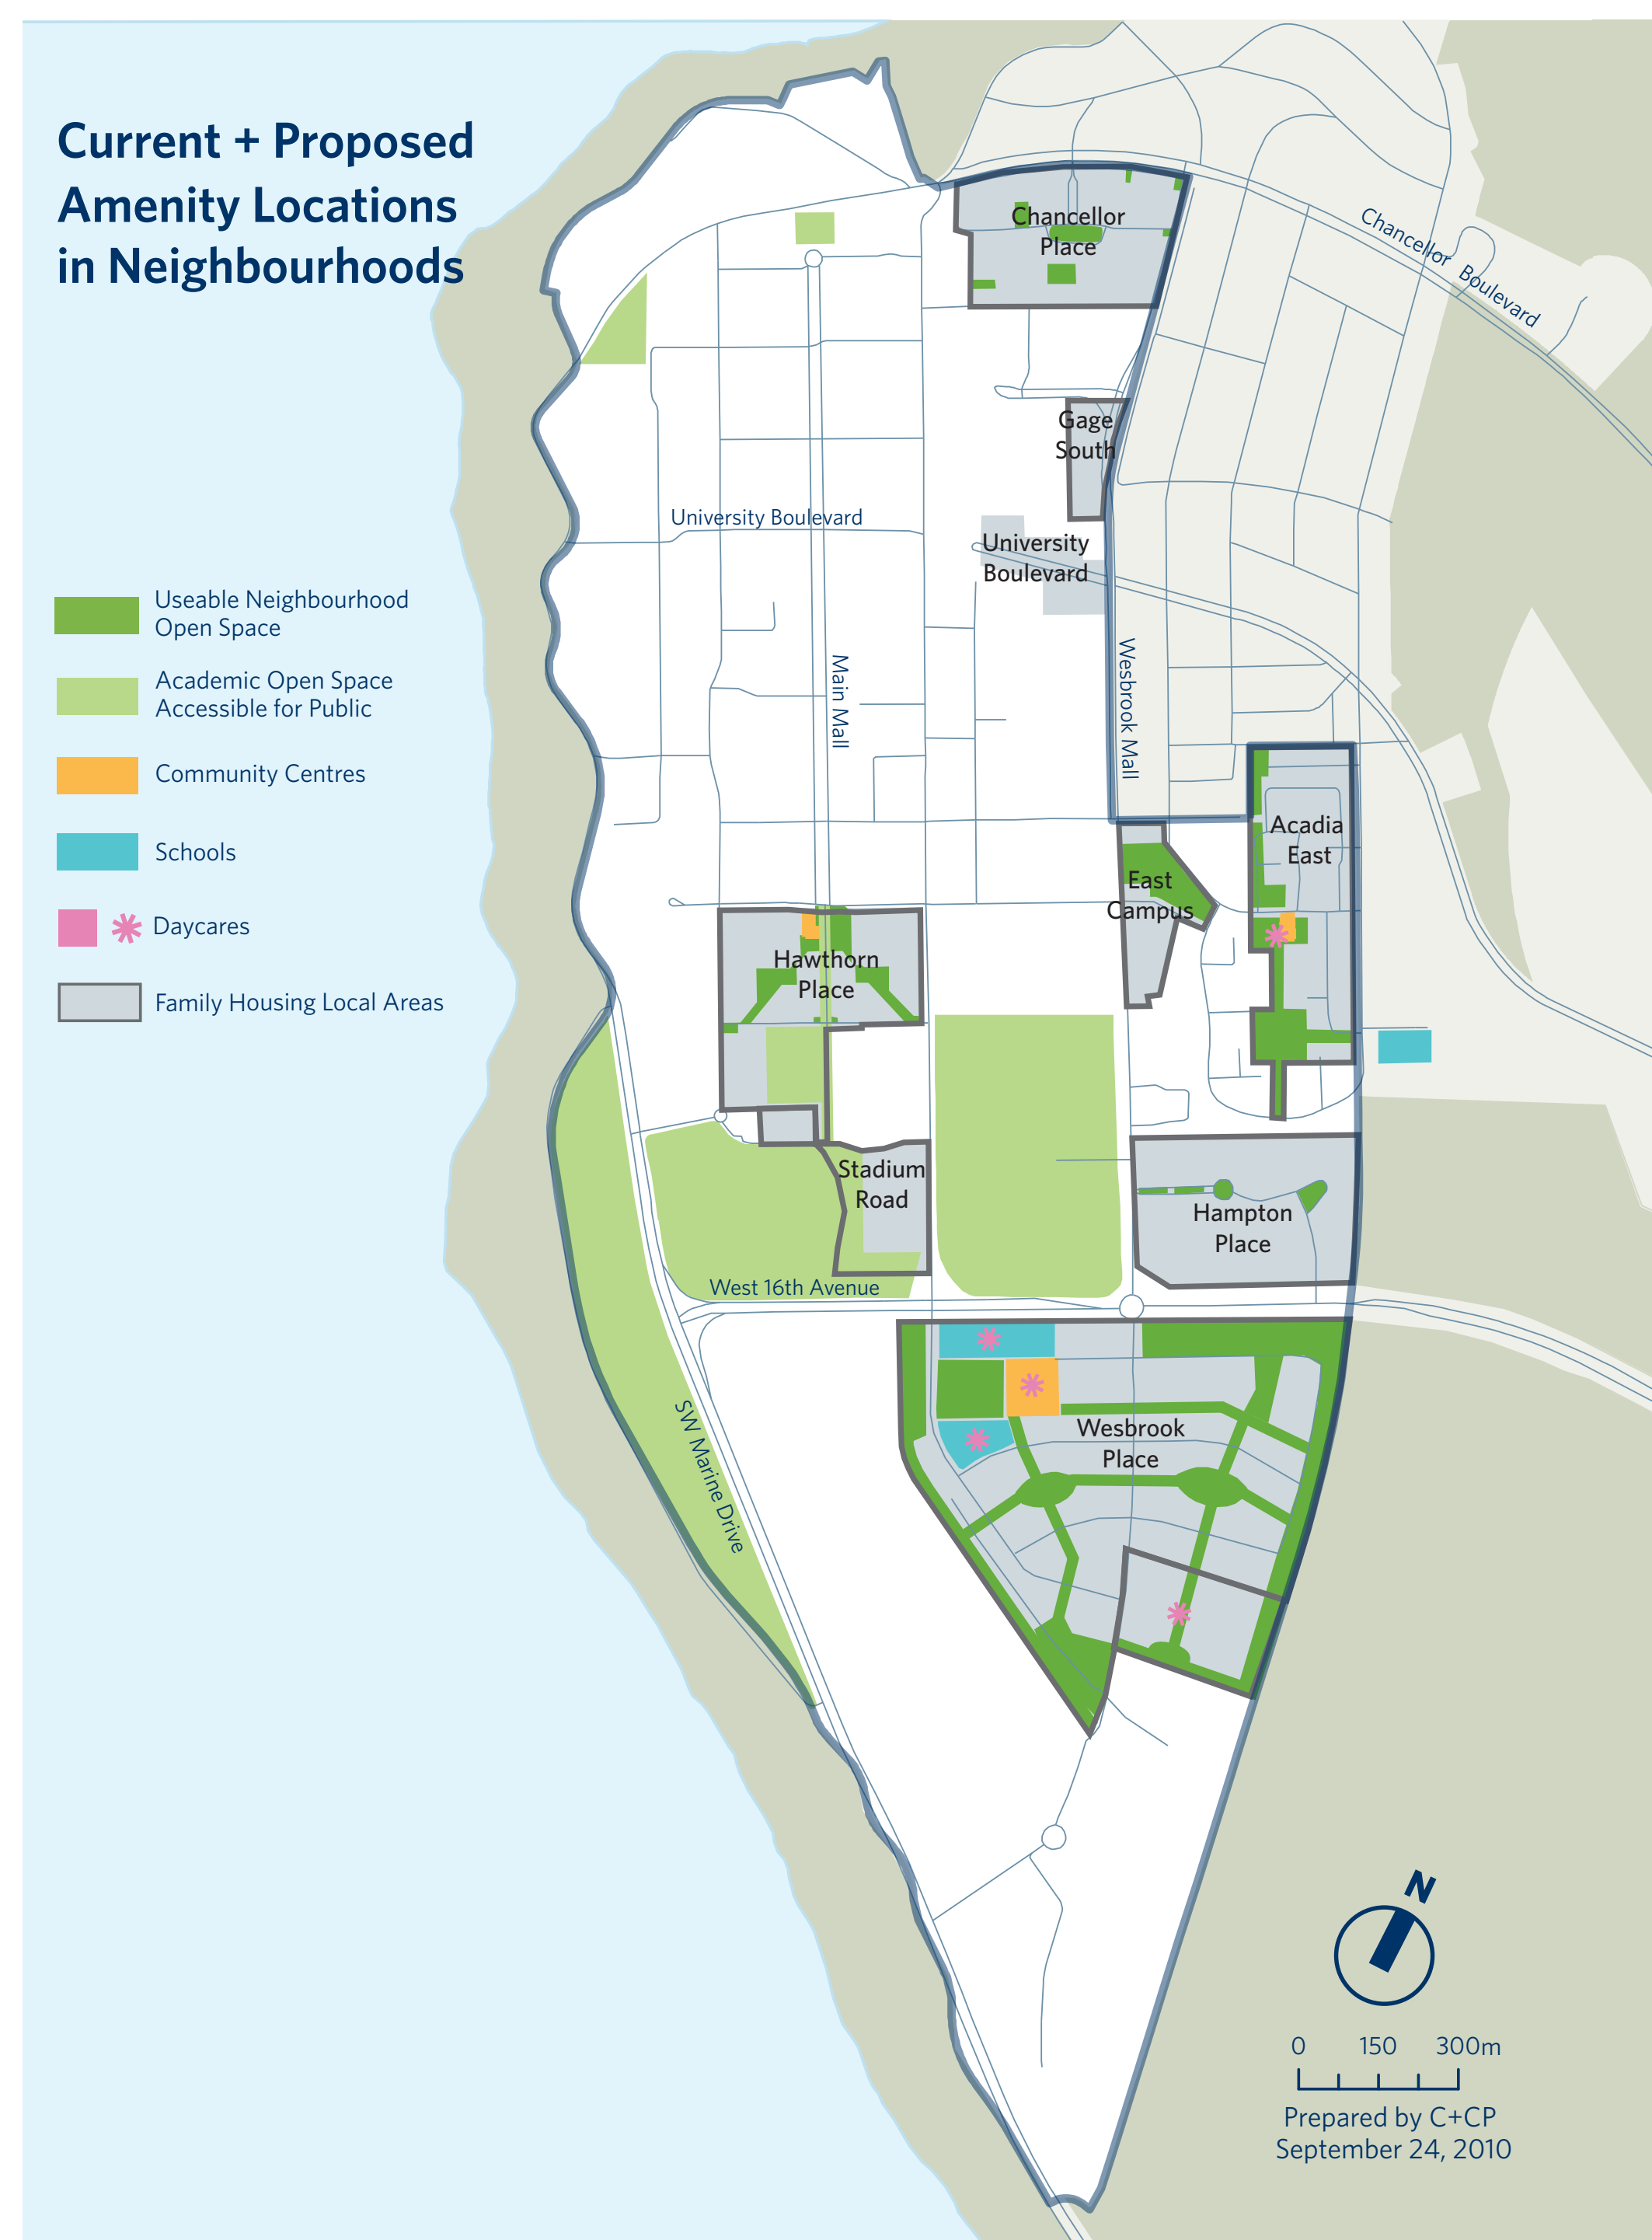 Current + Proposed
Amenity Locations
in Neighbourhoods
Useable Neighbourhood
Open Space
Academic Open Space
Accessible for Public
Community Centres
Schools
Daycares
Family Housing Local Areas
Chancellor
Place
Chancellor Boulevard
Gage
South
University Boulevard
University
Boulevard
Main Mall
Wesbrook Mall
Acadia
East
East
Campus
Hawthorn
Place
Stadium
Road
Hampton
Place
West 16th Avenue
SW Marine Drive
Wesbrook
Place
N
0 150 300m
Prepared by C+CP
September 24, 2010